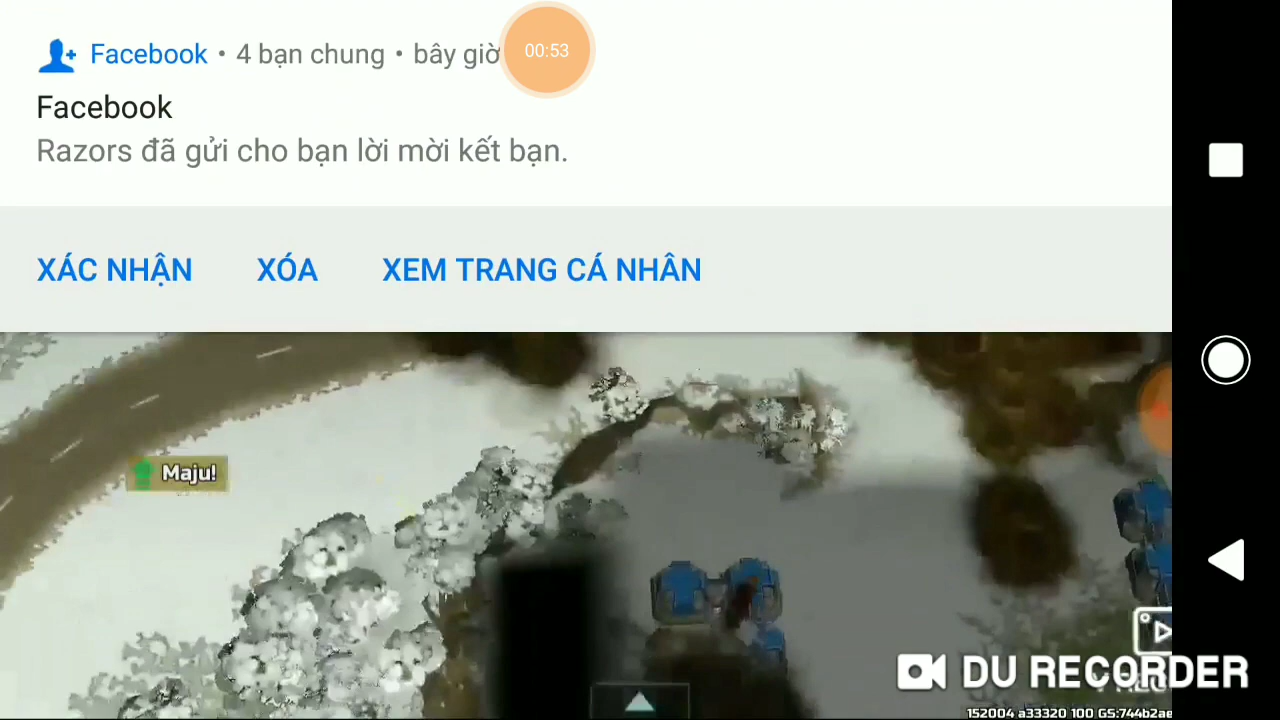 Facebook • 4 bạn chung • bây giờ
00:53
Facebook
Razors đã gửi cho bạn lời mời kết bạn.
XÁC NHẬN XÓA XEM TRANG CÁ NHÂN
Maju!
DU RECORDER
152004 a33320 100 GS:744b2ae